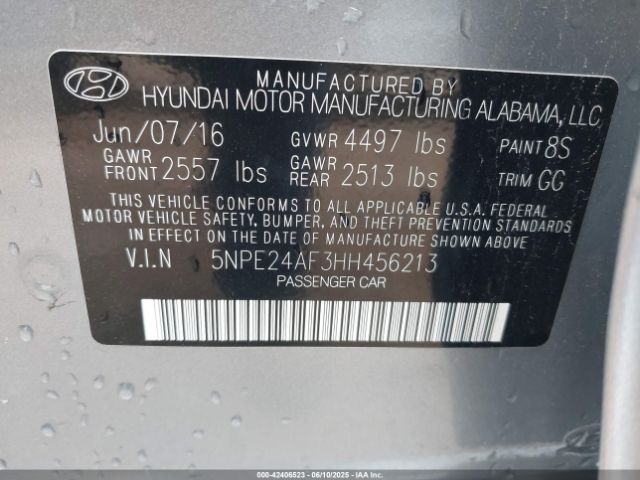 MANUFACTURED BY
HYUNDAI MOTOR MANUFACTURING ALABAMA, LLC
Jun/07/16 GVWR 4497 lbs PAINT 8S
GAWR FRONT 2557 lbs GAWR REAR 2513 lbs TRIM GG
THIS VEHICLE CONFORMS TO ALL APPLICABLE U.S.A. FEDERAL
MOTOR VEHICLE SAFETY, BUMPER, AND THEFT PREVENTION STANDARDS
IN EFFECT ON THE DATE OF MANUFACTURE SHOWN ABOVE
V.I.N 5NPE24AF3HH456213
PASSENGER CAR
000-42406523 - 06/10/2025 - IAAI.COM